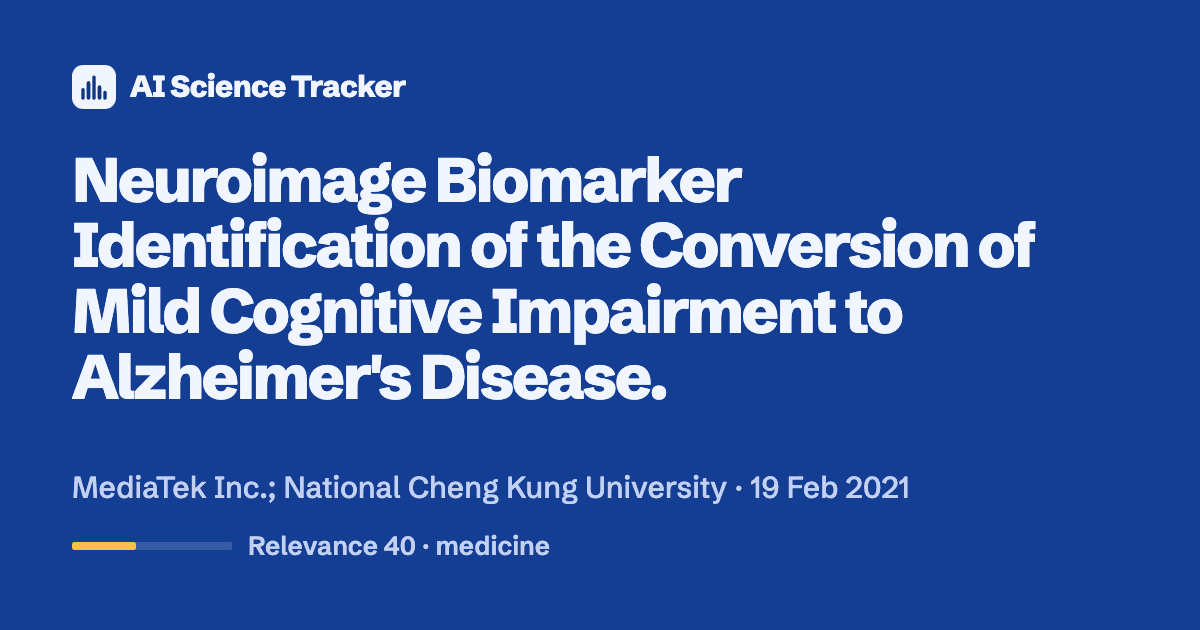 AI Science Tracker
Neuroimage Biomarker
Identification of the Conversion of
Mild Cognitive Impairment to
Alzheimer's Disease.
MediaTek Inc.; National Cheng Kung University · 19 Feb 2021
Relevance 40 · medicine